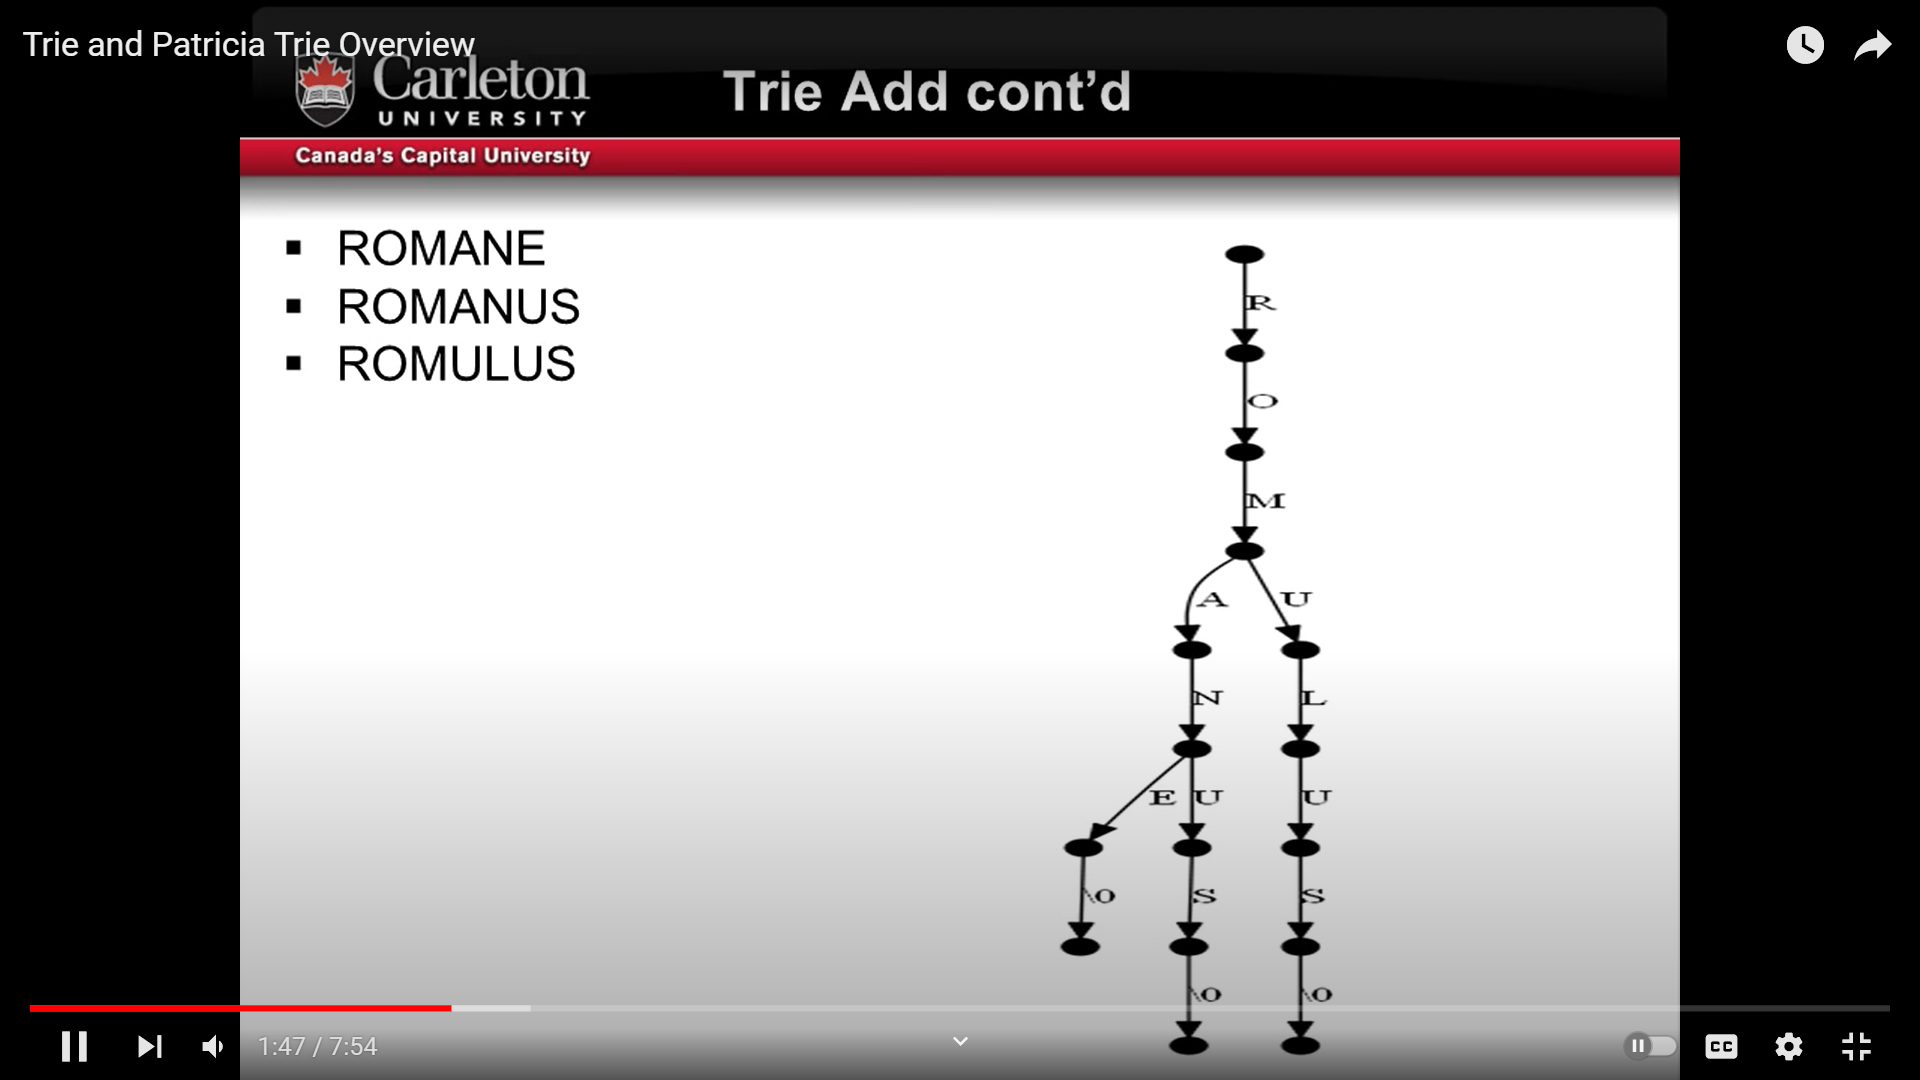 Trie and Patricia Trie Overview
Carleton
UNIVERSITY
Canada's Capital University
Trie Add cont'd
▪ ROMANE
▪ ROMANUS
▪ ROMULUS
R
O
M
A U
N L
E U U
\0 S S
\0 \0
1:47 / 7:54
CC